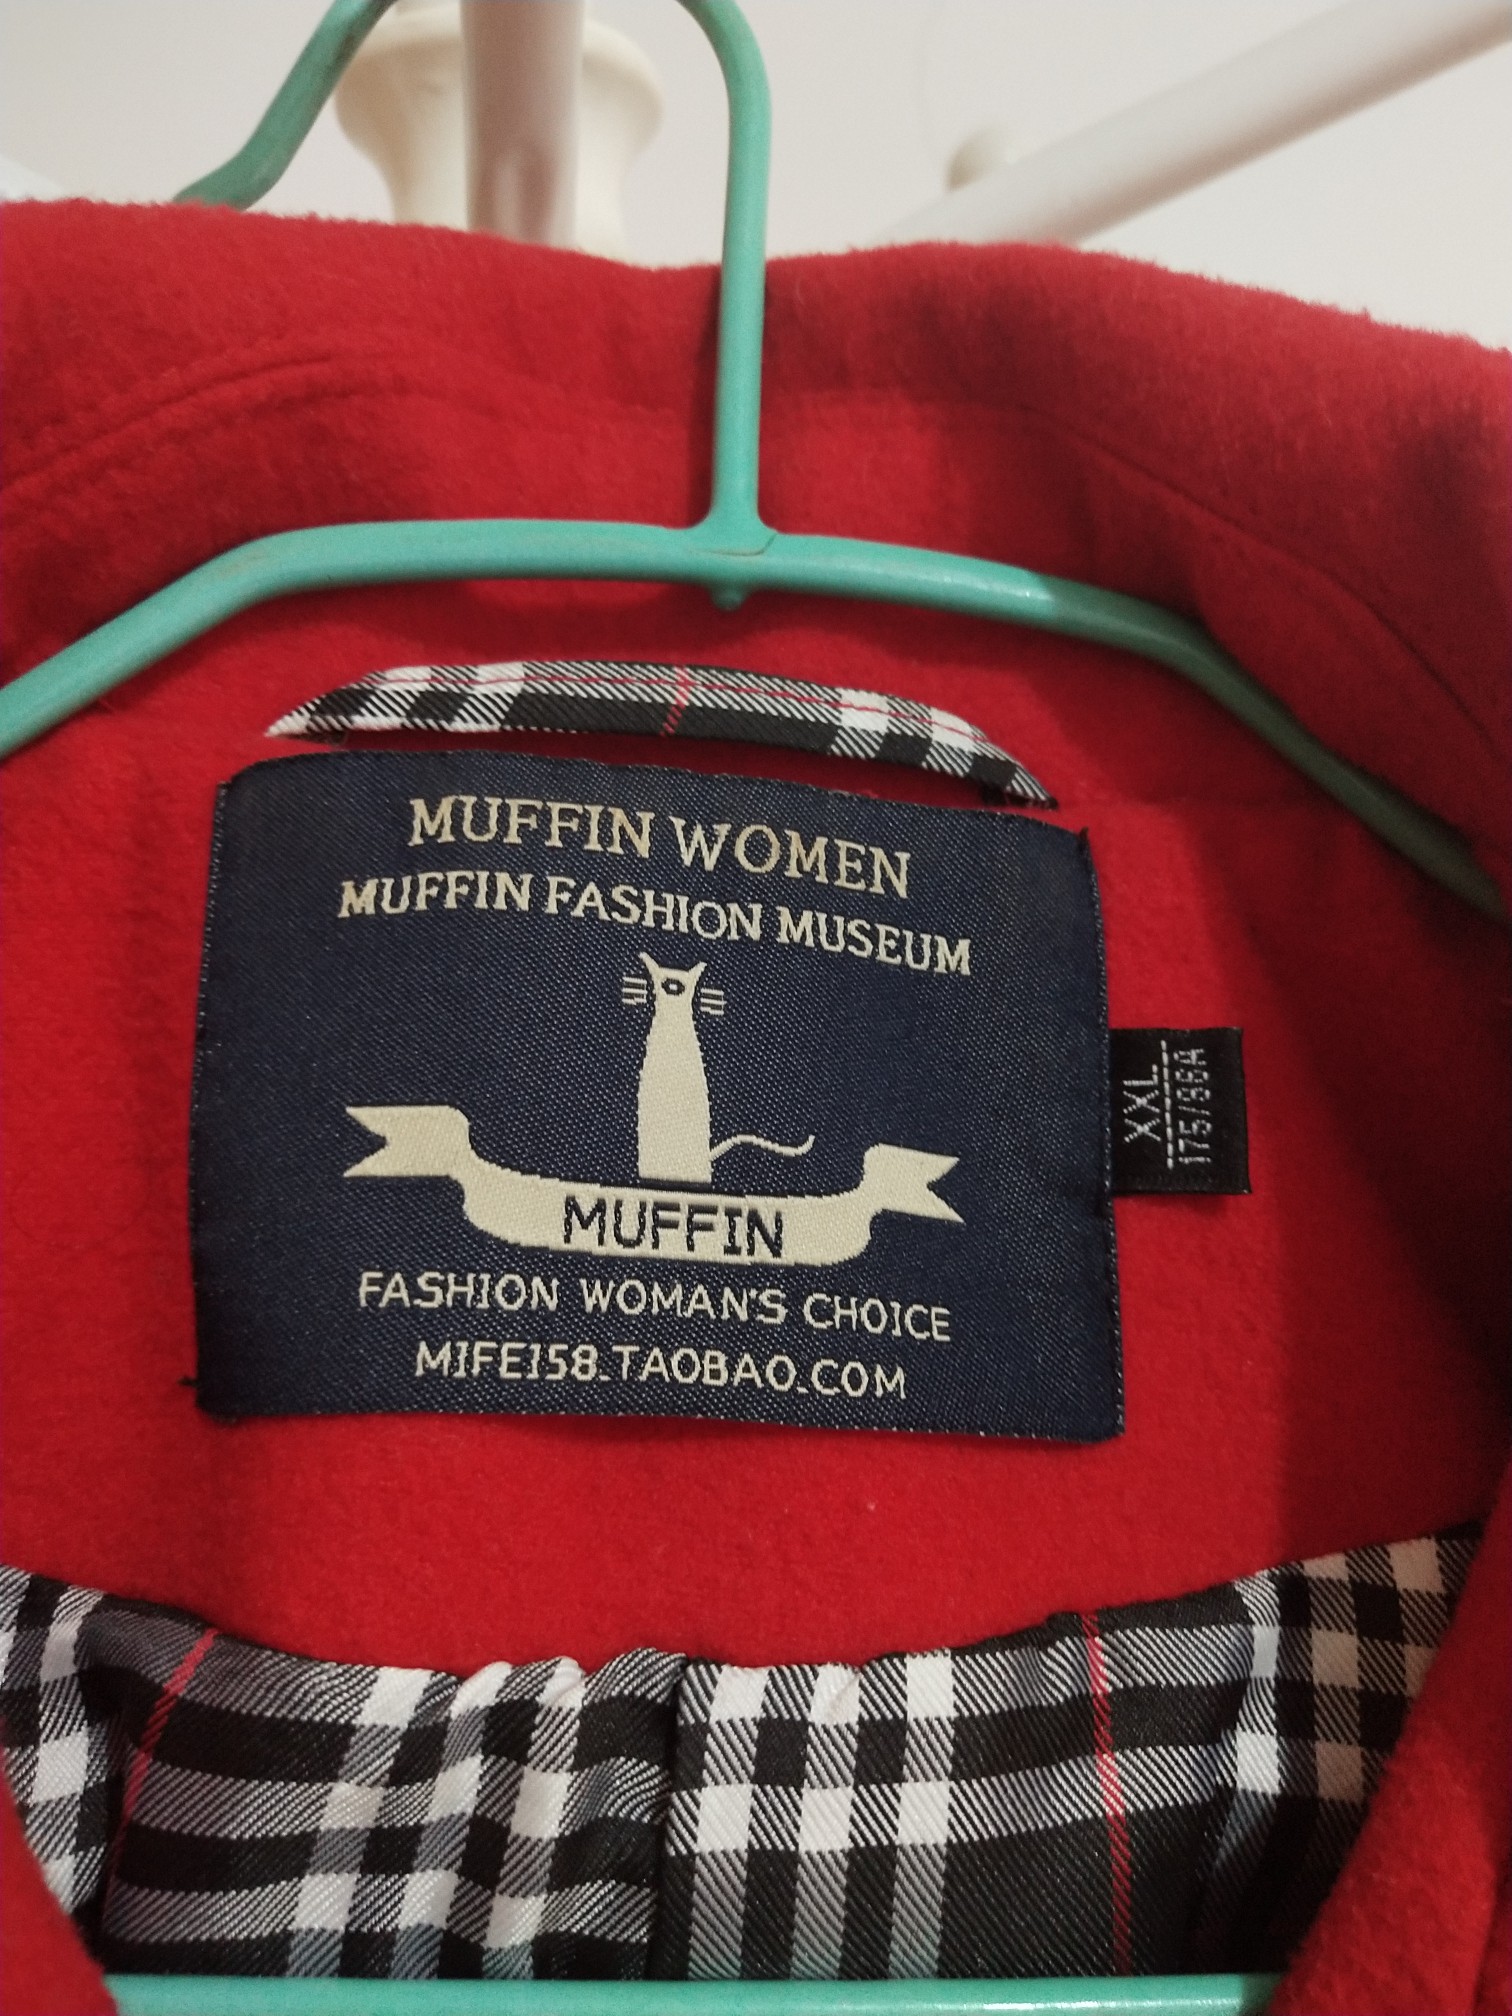 MUFFIN WOMEN
MUFFIN FASHION MUSEUM
MUFFIN
FASHION WOMAN'S CHOICE
MIFE158.TAOBAO.COM
XXL
175/96A